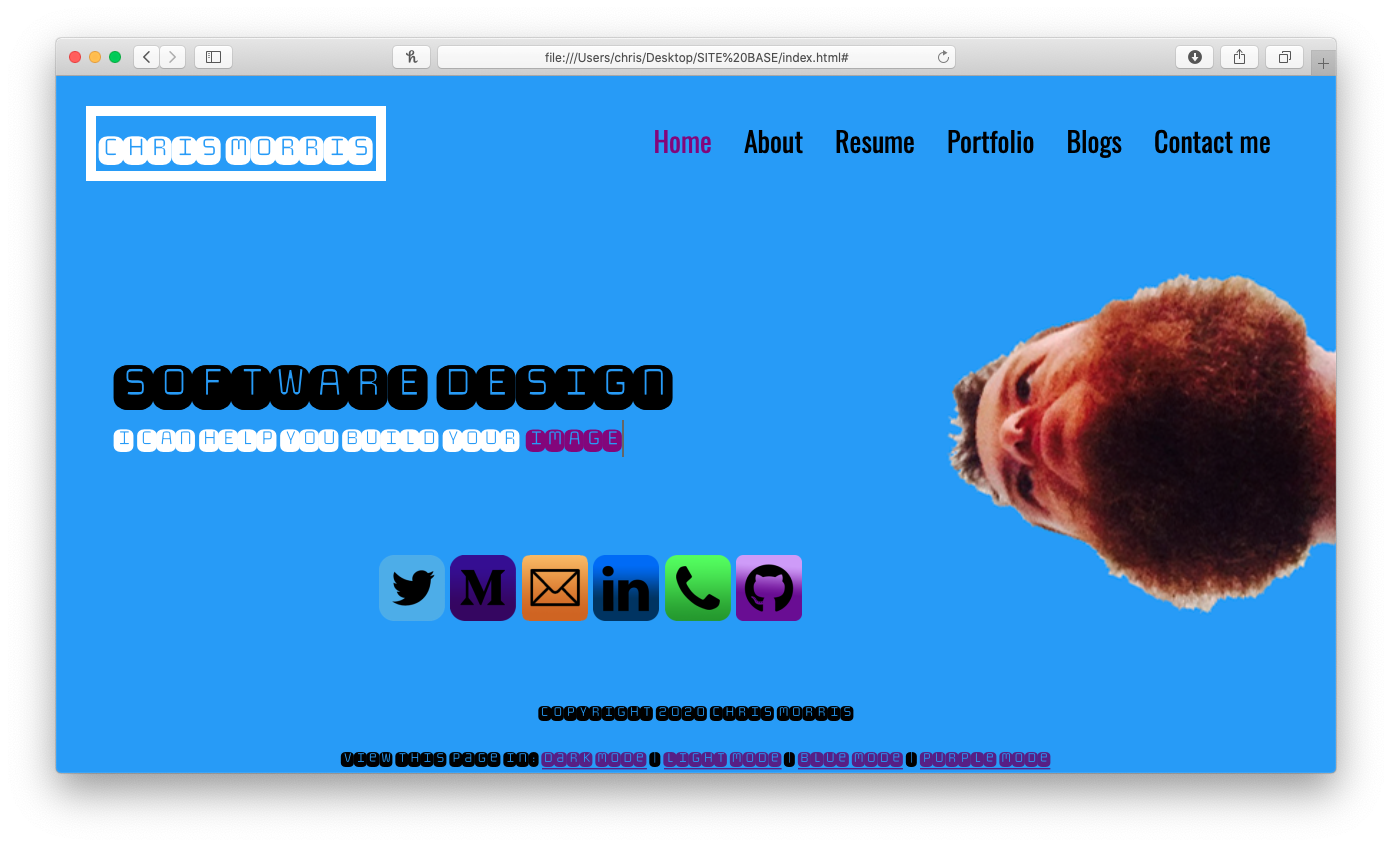 file:///Users/chris/Desktop/SITE%20BASE/index.html#
CHRIS MORRIS
Home About Resume Portfolio Blogs Contact me
SOFTWARE DESIGN
I CAN HELP YOU BUILD YOUR IMAGE
M
in
COPYRIGHT 2020 CHRIS MORRIS
VIeW THIS PaGe IN: DaRK MODe | LIGHT MODe | BLUe MODe | PURPLe MODe